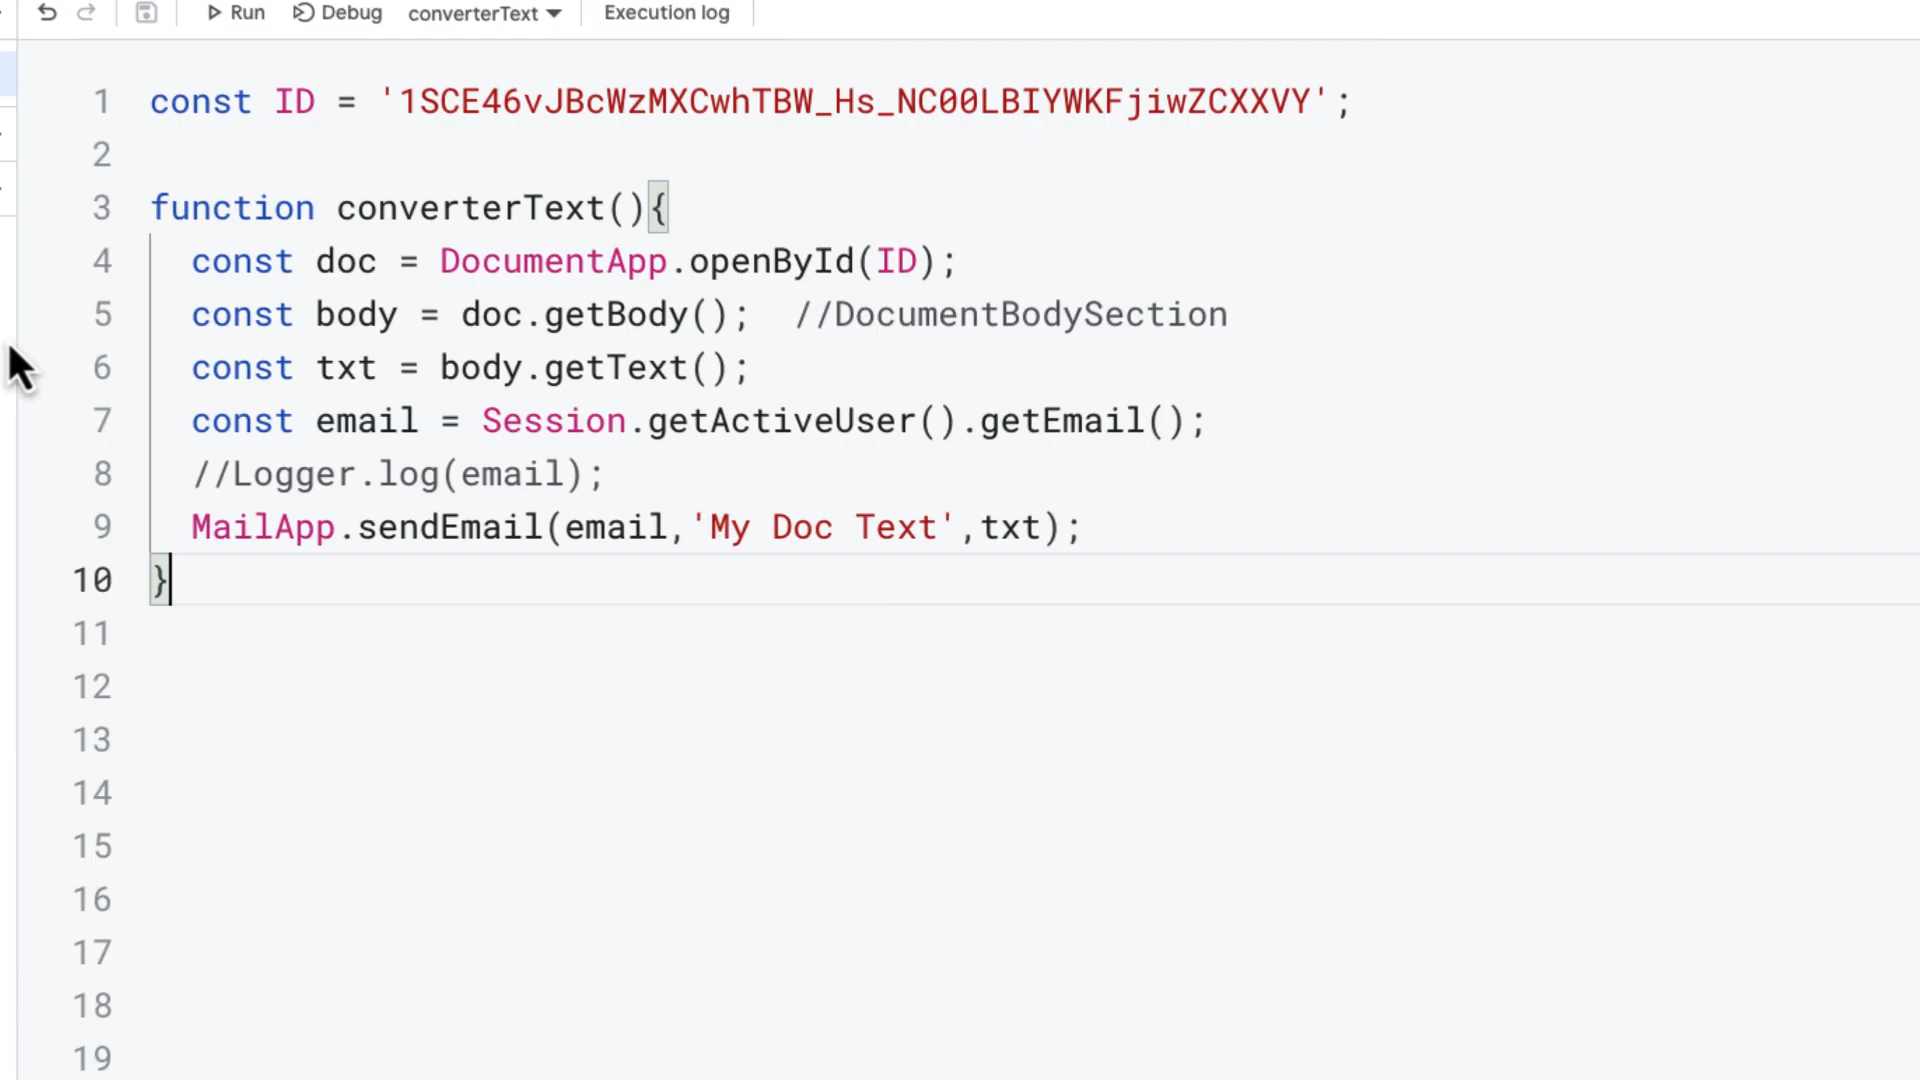 Run Debug converterText Execution log
1 const ID = '1SCE46vJBcWzMXCwhTBW_Hs_NC00LBIYWKFjiwZCXXVY';
2
3 function converterText(){
4 const doc = DocumentApp.openById(ID);
5 const body = doc.getBody(); //DocumentBodySection
6 const txt = body.getText();
7 const email = Session.getActiveUser().getEmail();
8 //Logger.log(email);
9 MailApp.sendEmail(email,'My Doc Text',txt);
10 }
11
12
13
14
15
16
17
18
19